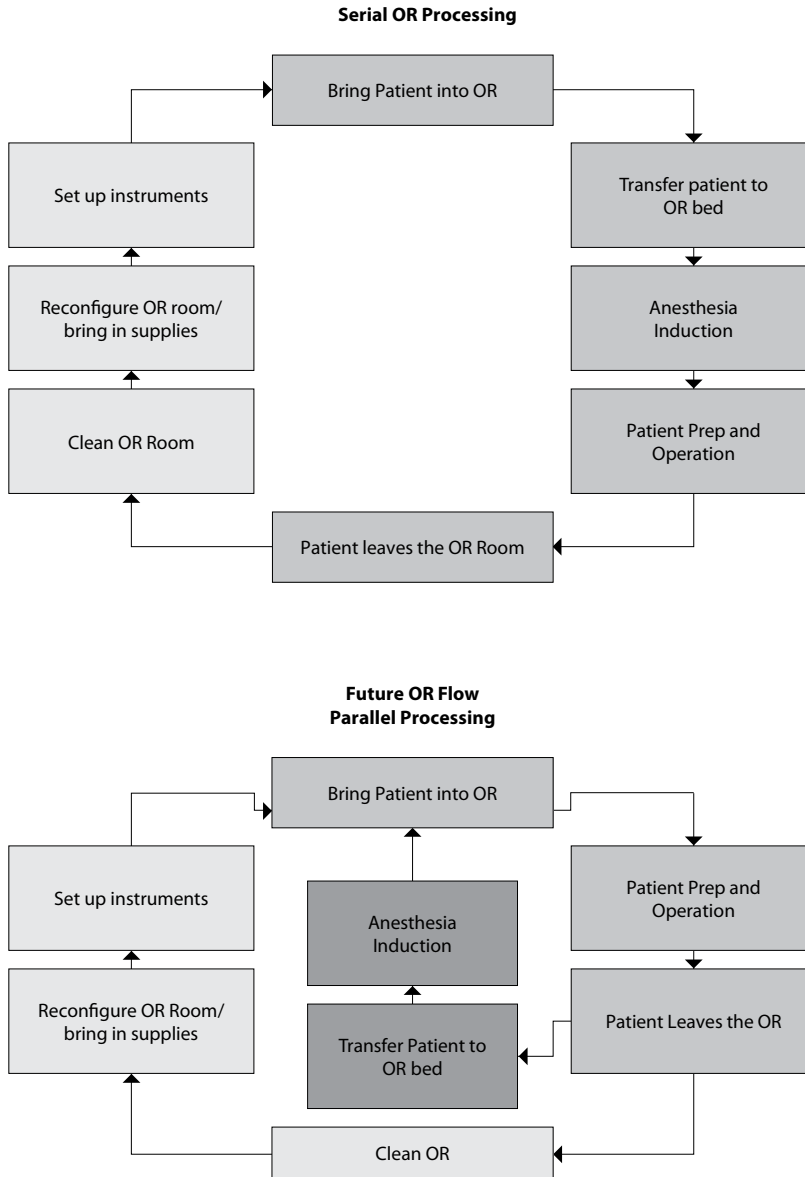 Serial OR Processing
Bring Patient into OR
Set up instruments
Transfer patient to
OR bed
Reconfigure OR room/
bring in supplies
Anesthesia
Induction
Clean OR Room
Patient Prep and
Operation
Patient leaves the OR Room
Future OR Flow
Parallel Processing
Bring Patient into OR
Set up instruments
Anesthesia
Induction
Patient Prep and
Operation
Reconfigure OR Room/
bring in supplies
Transfer Patient to
OR bed
Patient Leaves the OR
Clean OR